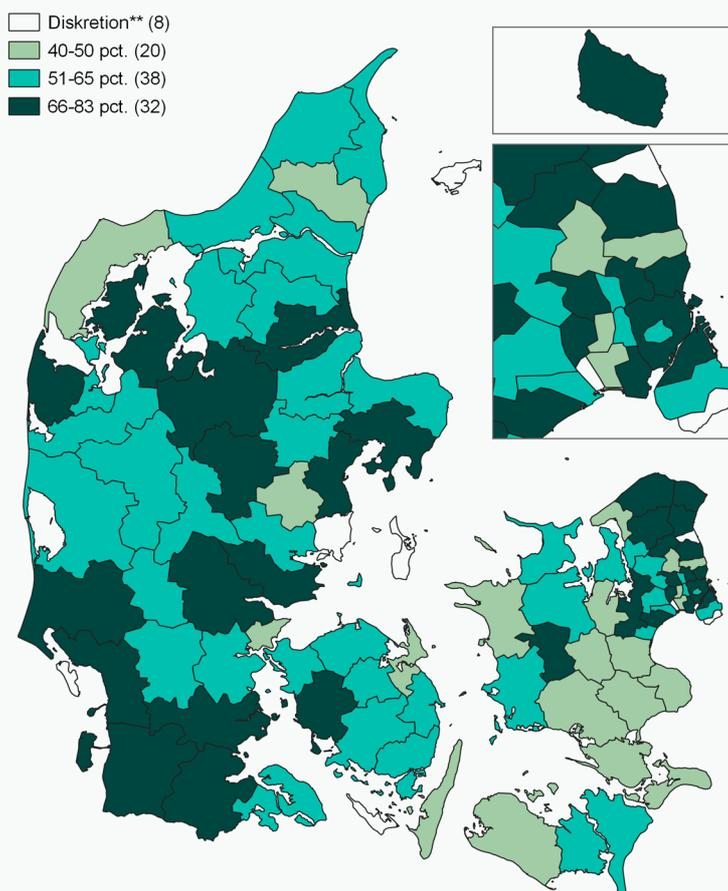 Diskretion** (8)
40-50 pct. (20)
51-65 pct. (38)
66-83 pct. (32)